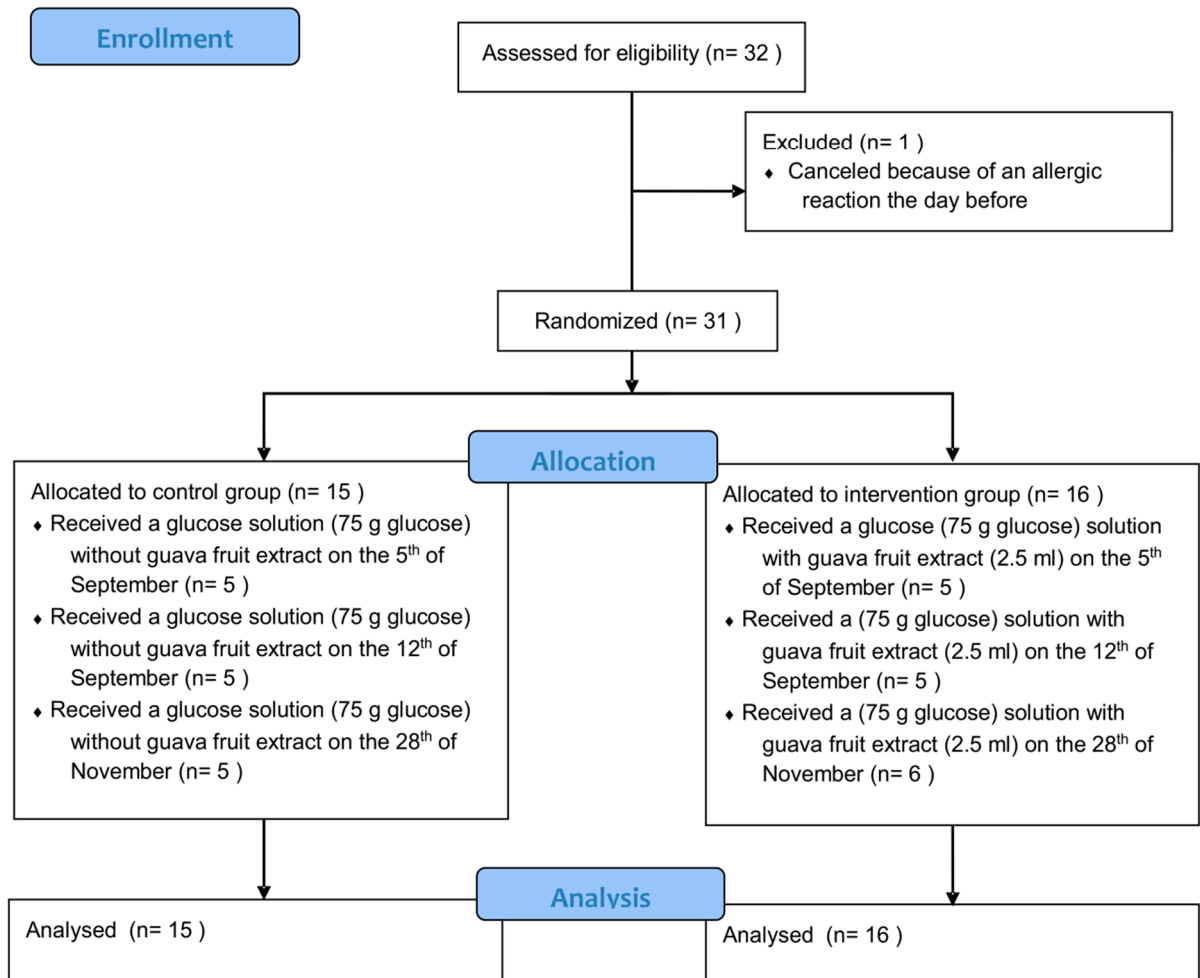 Enrollment
Assessed for eligibility (n= 32 )
Excluded (n= 1 )
♦ Canceled because of an allergic
reaction the day before
Randomized (n= 31 )
Allocation
Allocated to control group (n= 15 )
♦ Received a glucose solution (75 g glucose)
without guava fruit extract on the 5th of
September (n= 5 )
♦ Received a glucose solution (75 g glucose)
without guava fruit extract on the 12th of
September (n= 5 )
♦ Received a glucose solution (75 g glucose)
without guava fruit extract on the 28th of
November (n= 5 )
Allocated to intervention group (n= 16 )
♦ Received a glucose (75 g glucose) solution
with guava fruit extract (2.5 ml) on the 5th
of September (n= 5 )
♦ Received a (75 g glucose) solution with
guava fruit extract (2.5 ml) on the 12th of
September (n= 5 )
♦ Received a (75 g glucose) solution with
guava fruit extract (2.5 ml) on the 28th of
November (n= 6 )
Analysis
Analysed (n= 15 )
Analysed (n= 16 )